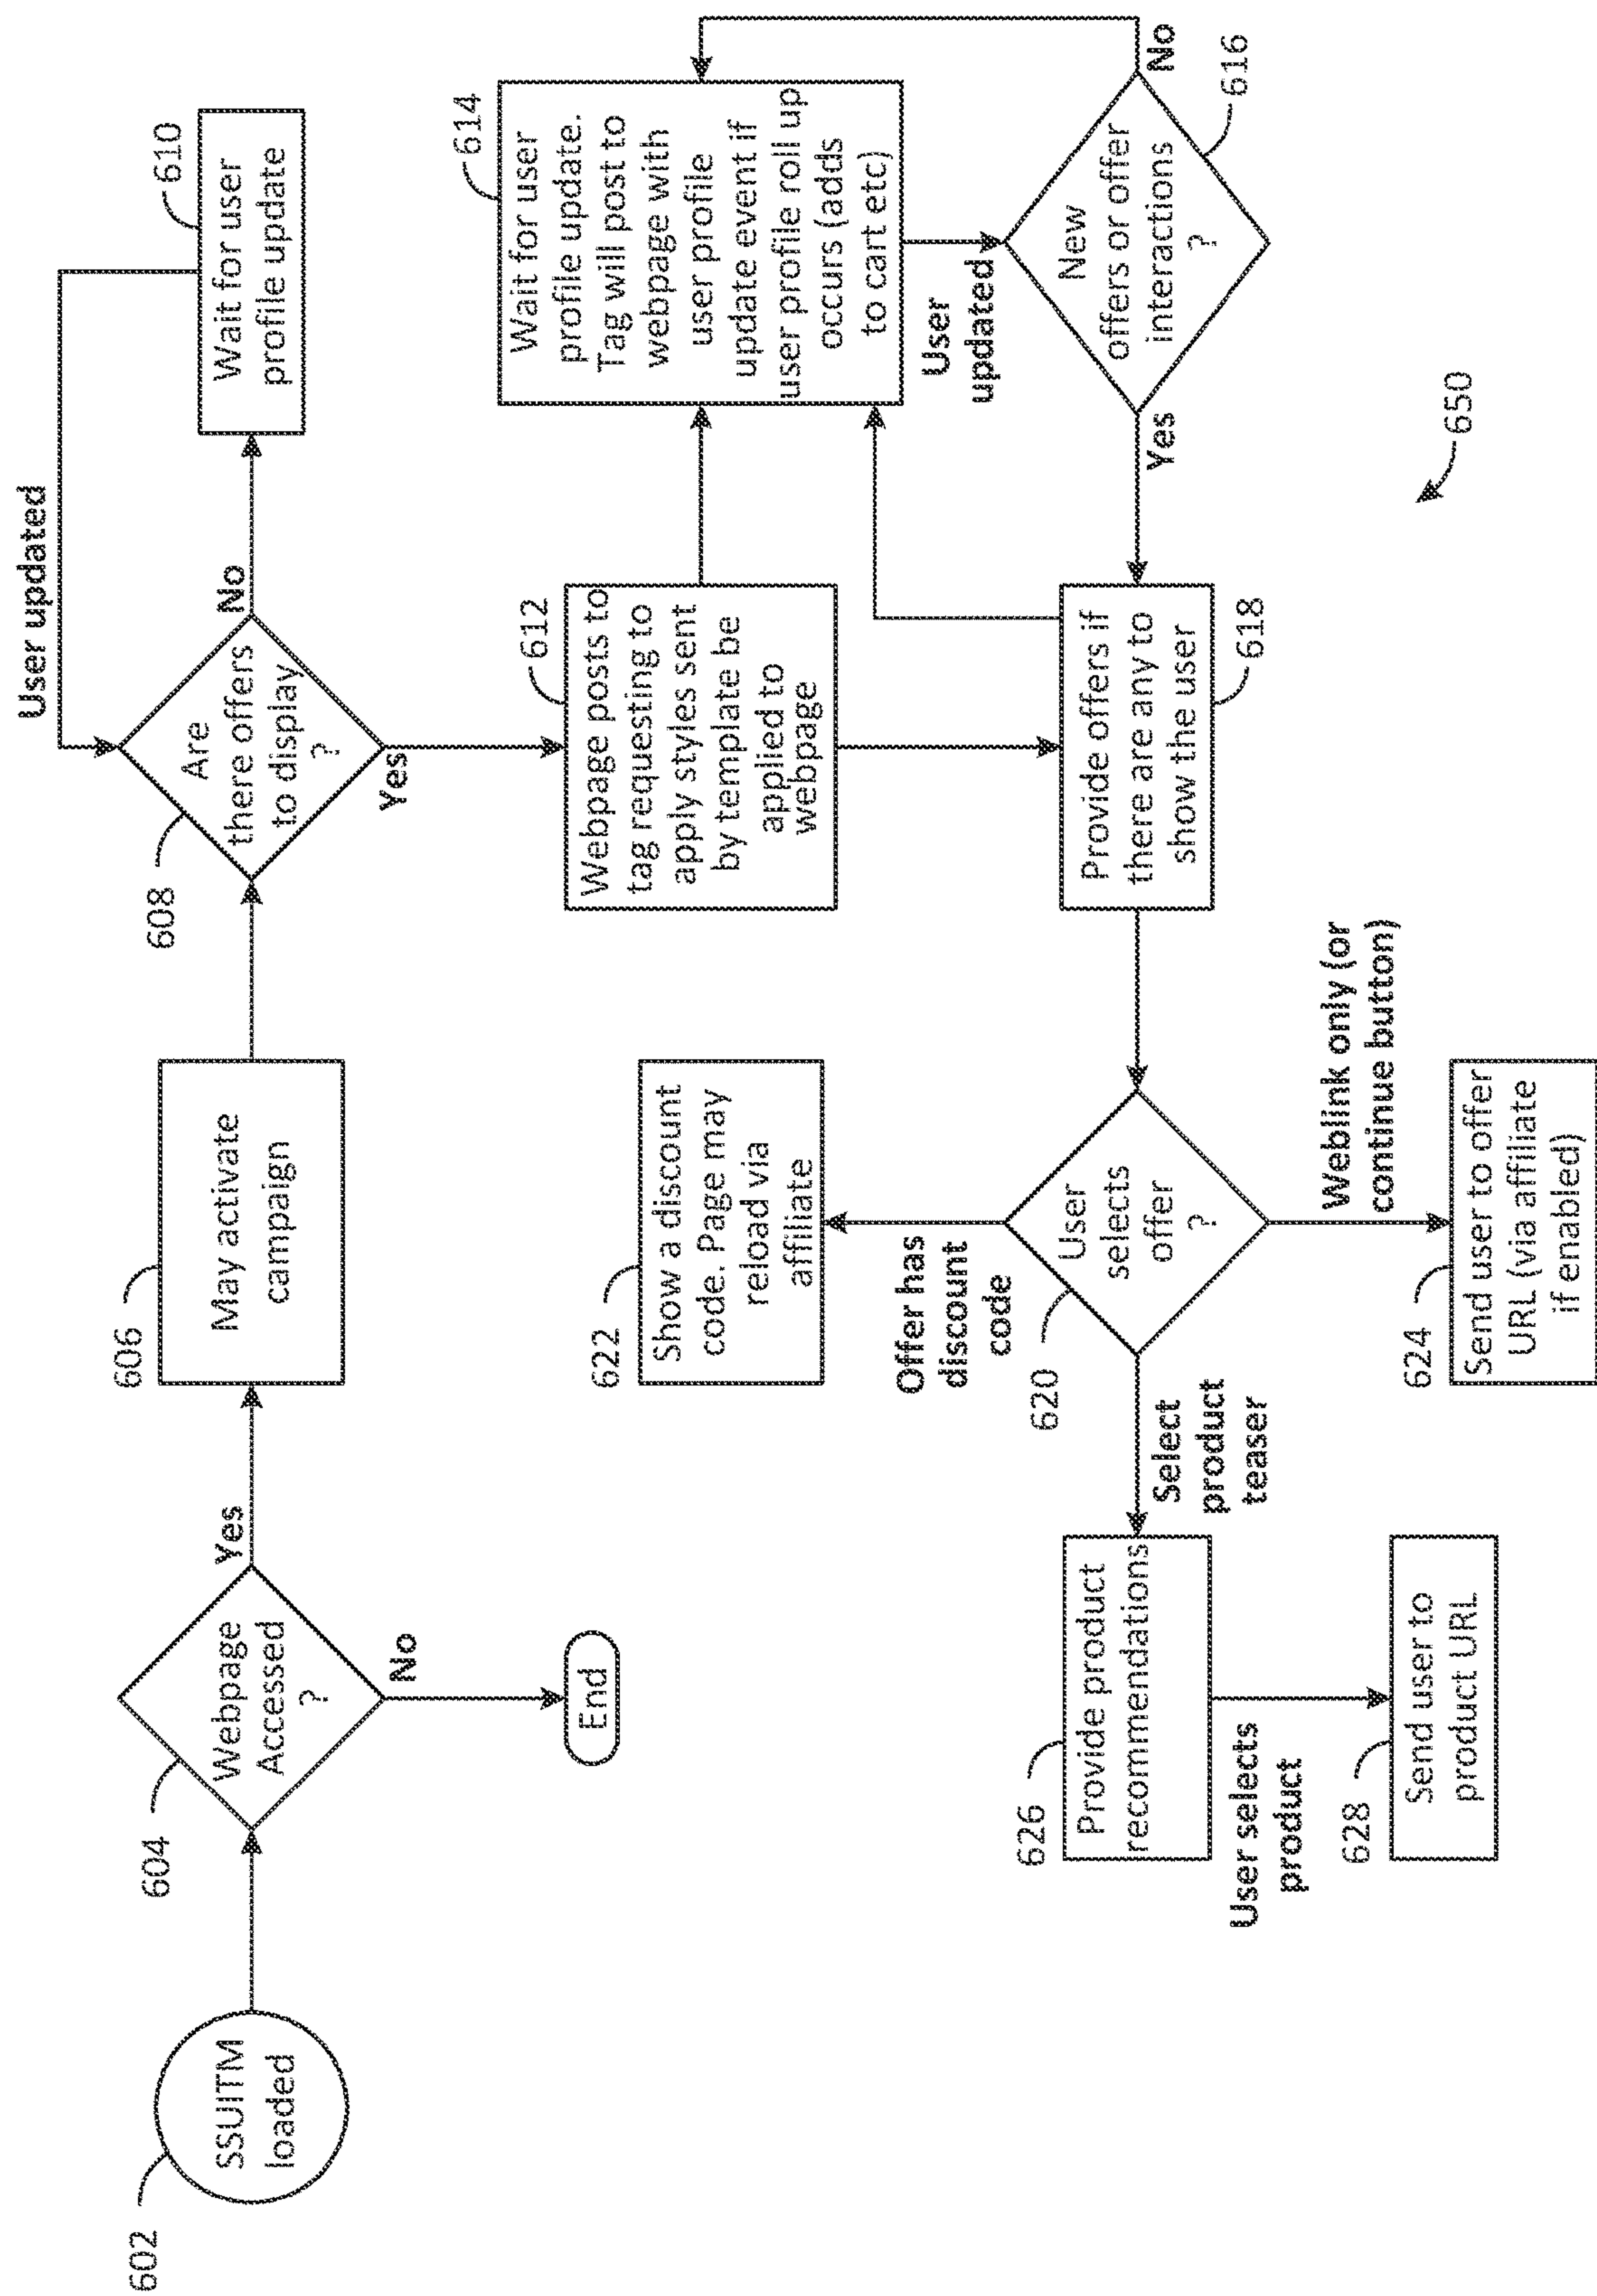 602
SSUITM
loaded
604
Webpage
Accessed
?
Yes
No
End
606
May activate
campaign
608
Are
there offers
to display
?
No
Yes
User updated
610
Wait for user
profile update
612
Webpage posts to
tag requesting to
apply styles sent
by template be
applied to
webpage
614
Wait for user
profile update.
Tag will post to
webpage with
user profile
update event if
user profile roll up
occurs (adds
to cart etc)
User
updated
New
offers or offer
interactions
?
616
No
Yes
Provide offers if
there are any to
show the user
618
User
selects
offer
?
620
Offer has
discount
code
622
Show a discount
code. Page may
reload via
affiliate
Weblink only (or
continue button)
624
Send user to offer
URL (via affiliate
if enabled)
Select
product
teaser
626
Provide product
recommendations
User selects
product
628
Send user to
product URL
650